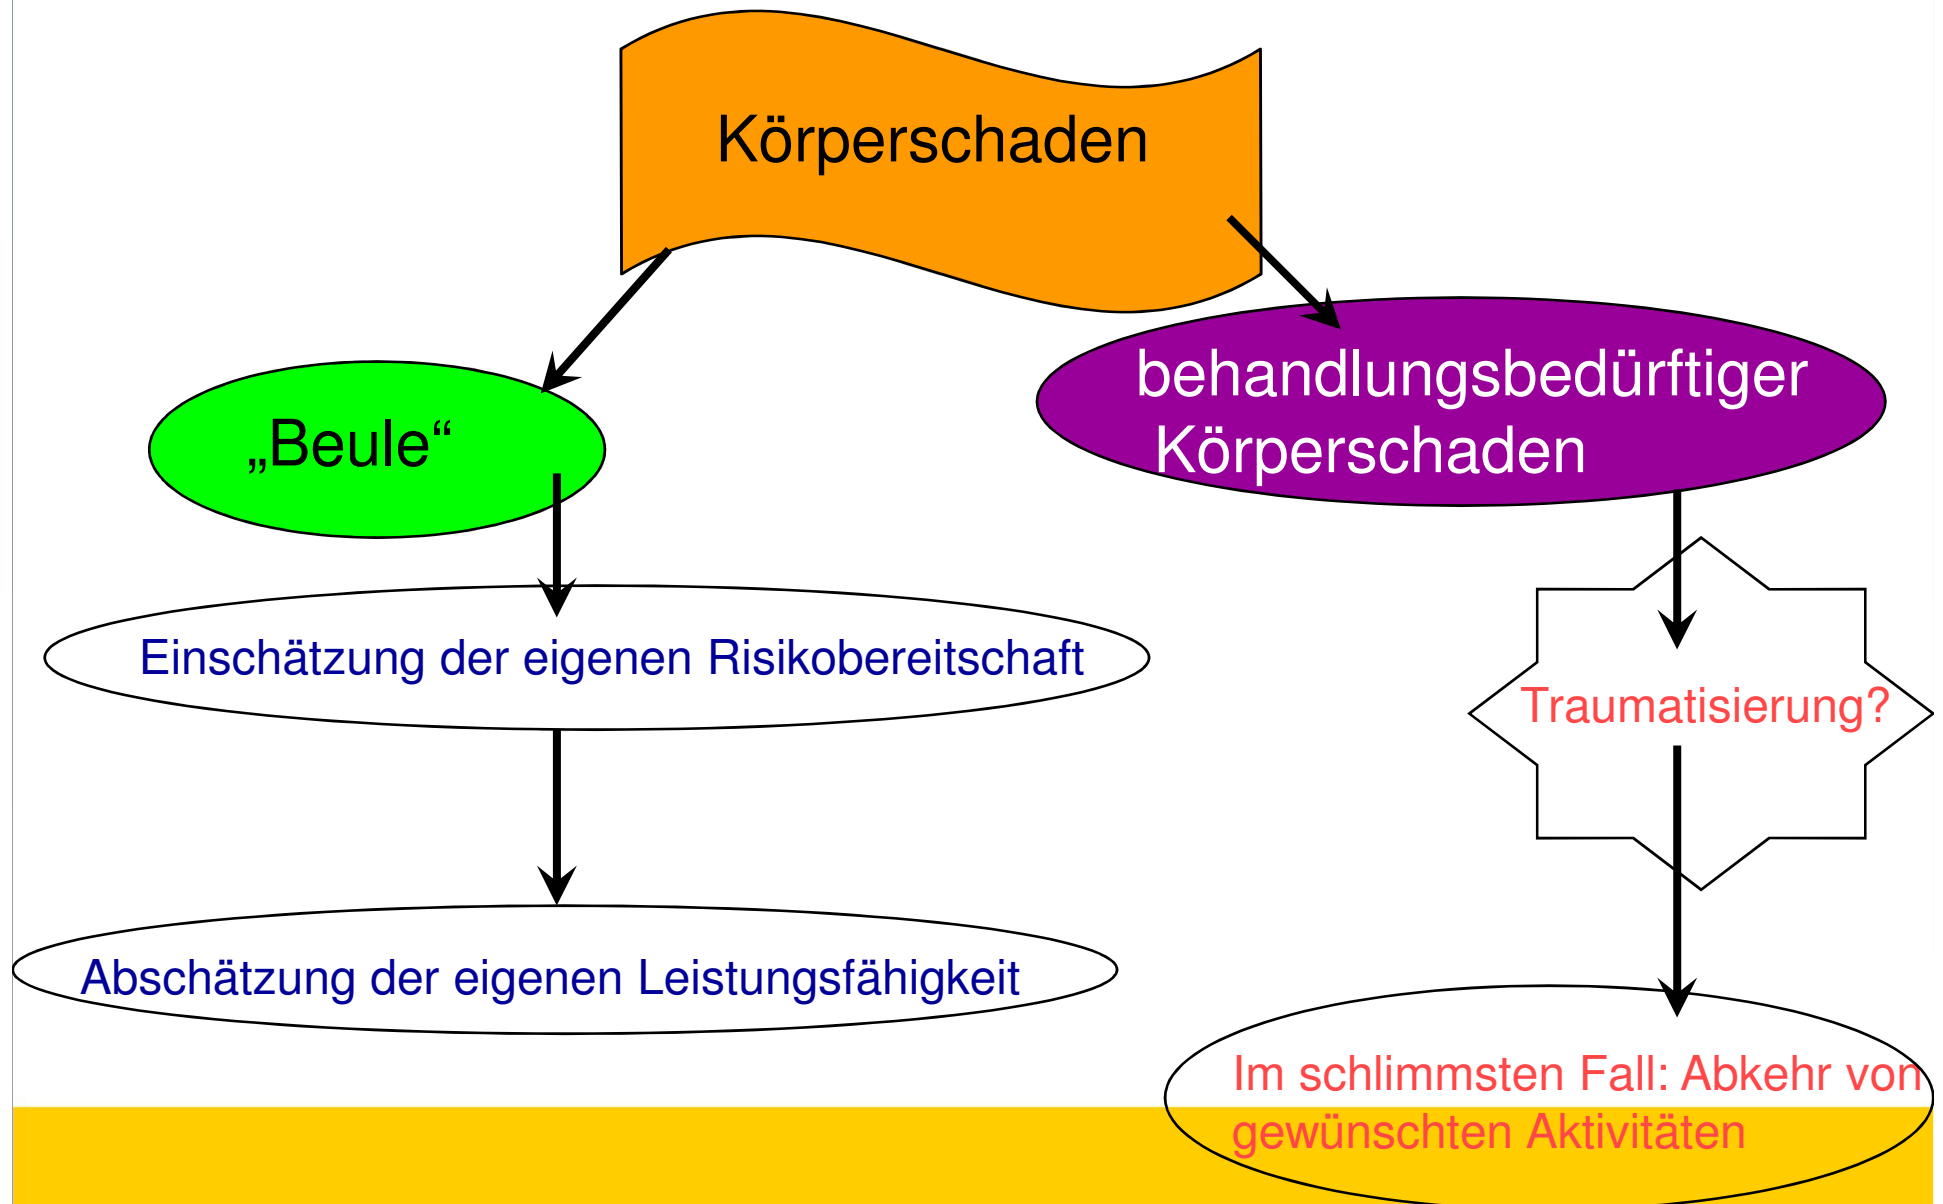 Körperschaden
„Beule“
behandlungsbedürftiger
Körperschaden
Einschätzung der eigenen Risikobereitschaft
Traumatisierung?
Abschätzung der eigenen Leistungsfähigkeit
Im schlimmsten Fall: Abkehr von
gewünschten Aktivitäten